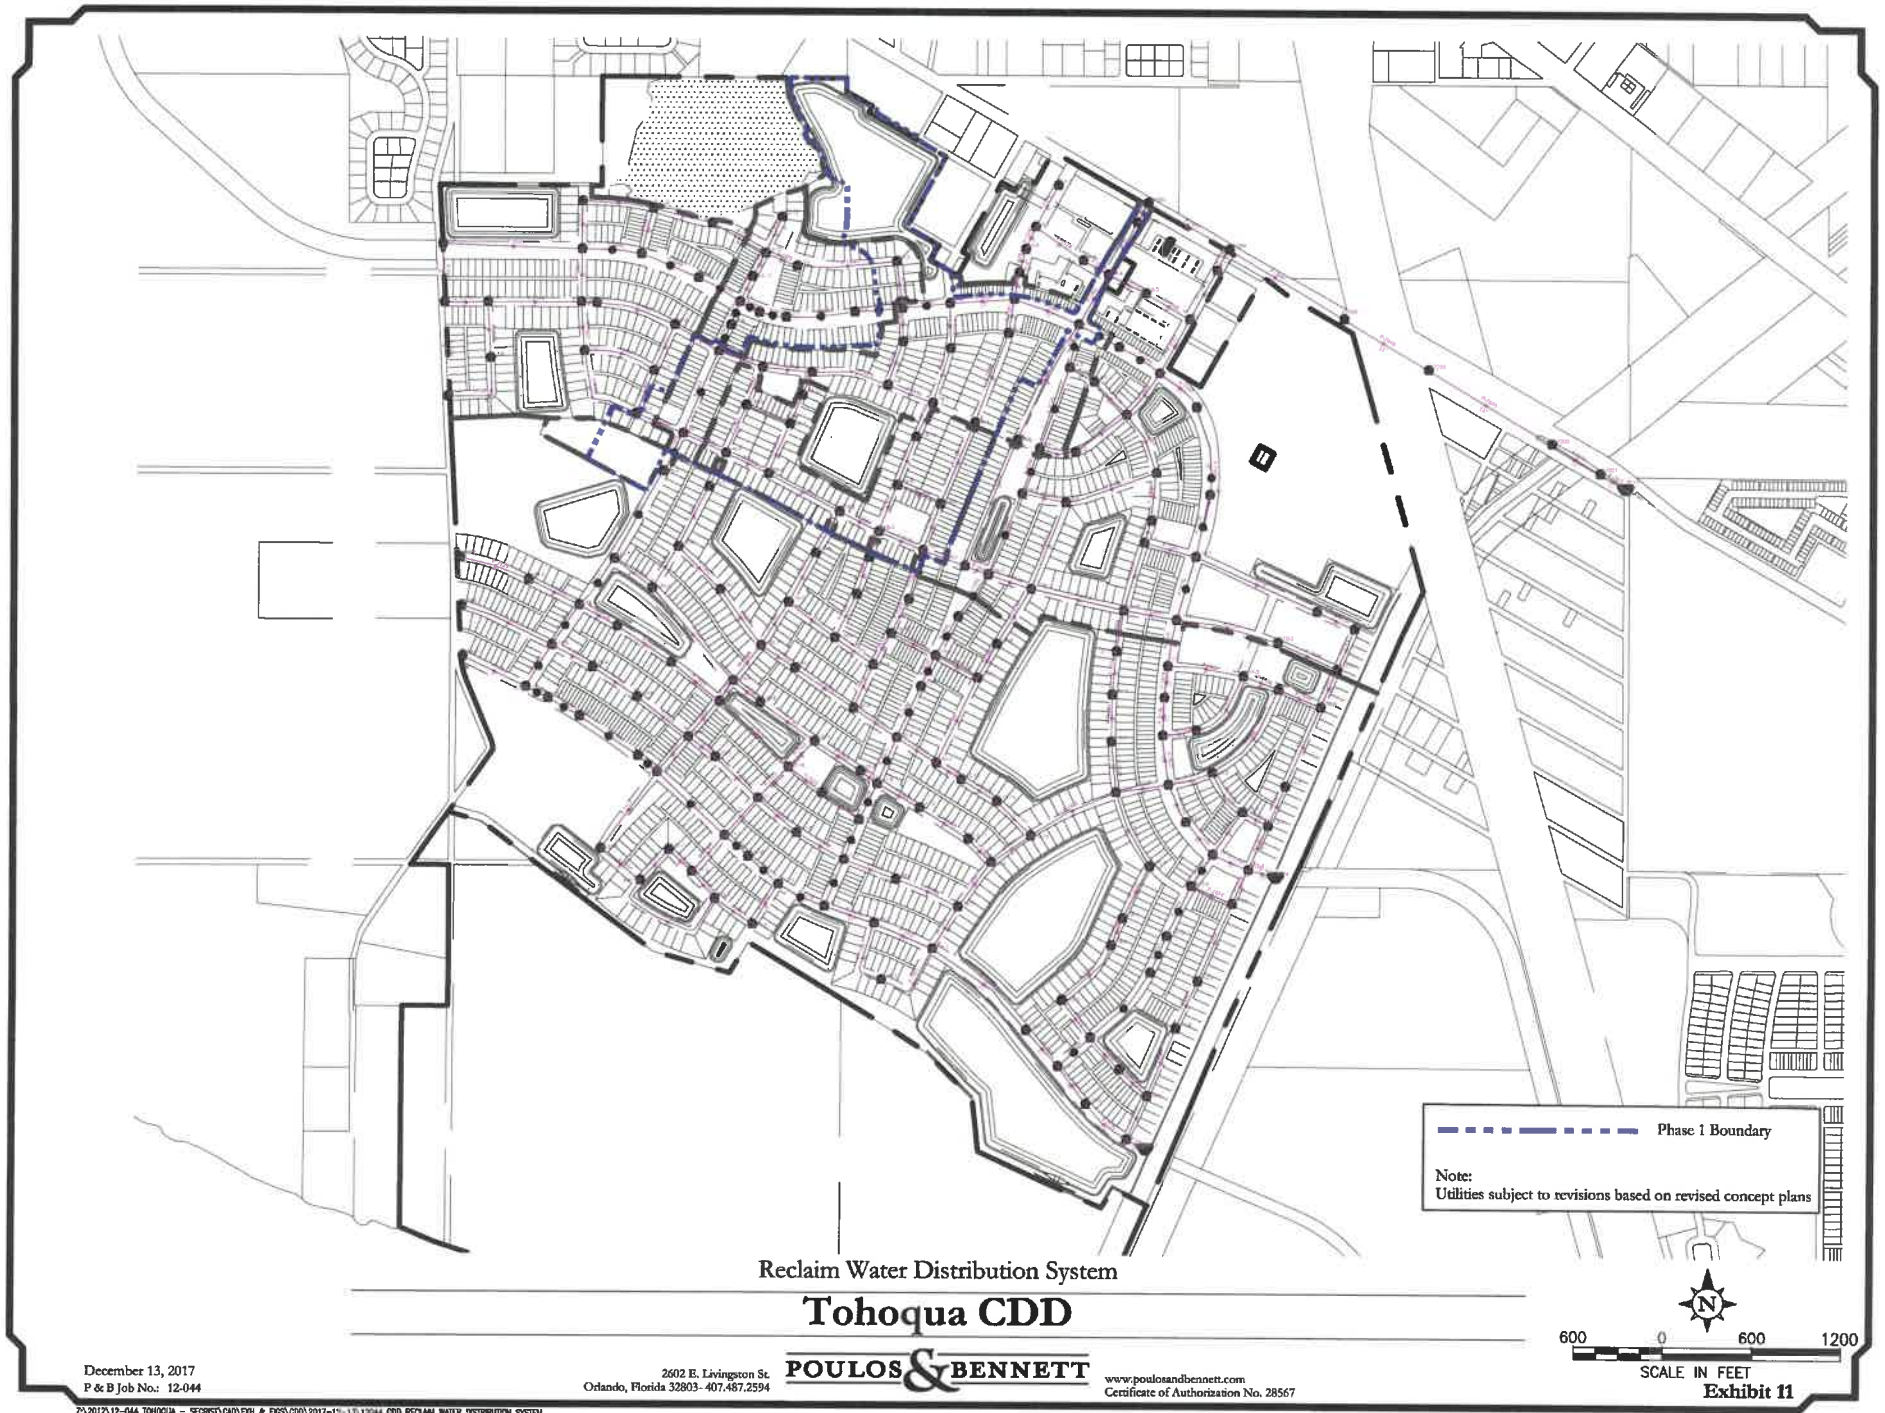 Phase 1 Boundary
Note:
Utilities subject to revisions based on revised concept plans
Reclaim Water Distribution System
Tohoqua CDD
N
600 0 600 1200
SCALE IN FEET
Exhibit 11
December 13, 2017
P & B Job No.: 12-044
2602 E. Livingston St.
Orlando, Florida 32803- 407.487.2594
POULOS & BENNETT
www.poulosandbennett.com
Certificate of Authorization No. 28567